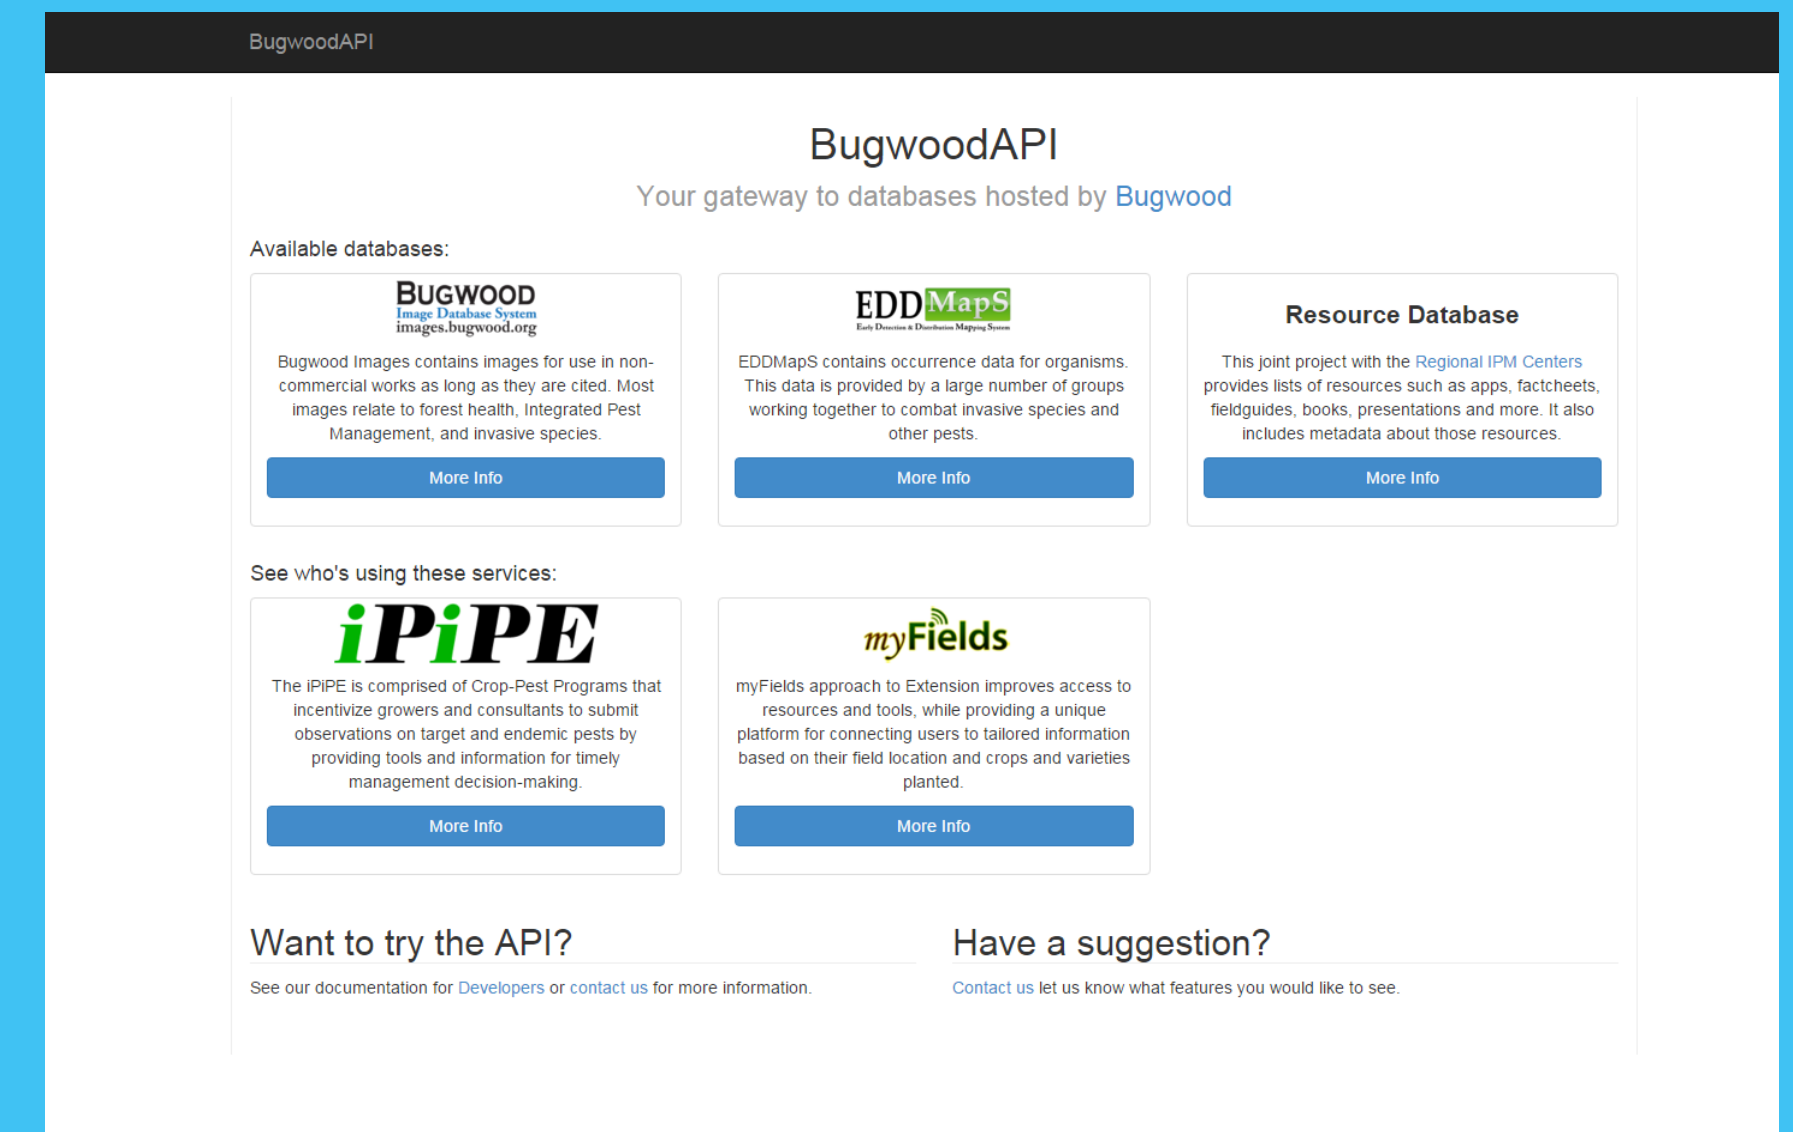 BugwoodAPI
BugwoodAPI
Your gateway to databases hosted by Bugwood
Available databases:
BUGWOOD
Image Database System
images.bugwood.org
Bugwood Images contains images for use in non-
commercial works as long as they are cited. Most
images relate to forest health, Integrated Pest
Management, and invasive species.
More Info
EDDMapS
Early Detection & Distribution Mapping System
EDDMapS contains occurrence data for organisms.
This data is provided by a large number of groups
working together to combat invasive species and
other pests.
More Info
Resource Database
This joint project with the Regional IPM Centers
provides lists of resources such as apps, factcheets,
fieldguides, books, presentations and more. It also
includes metadata about those resources.
More Info
See who's using these services:
iPiPE
The iPiPE is comprised of Crop-Pest Programs that
incentivize growers and consultants to submit
observations on target and endemic pests by
providing tools and information for timely
management decision-making.
More Info
myFields
myFields approach to Extension improves access to
resources and tools, while providing a unique
platform for connecting users to tailored information
based on their field location and crops and varieties
planted.
More Info
Want to try the API?
See our documentation for Developers or contact us for more information.
Have a suggestion?
Contact us let us know what features you would like to see.